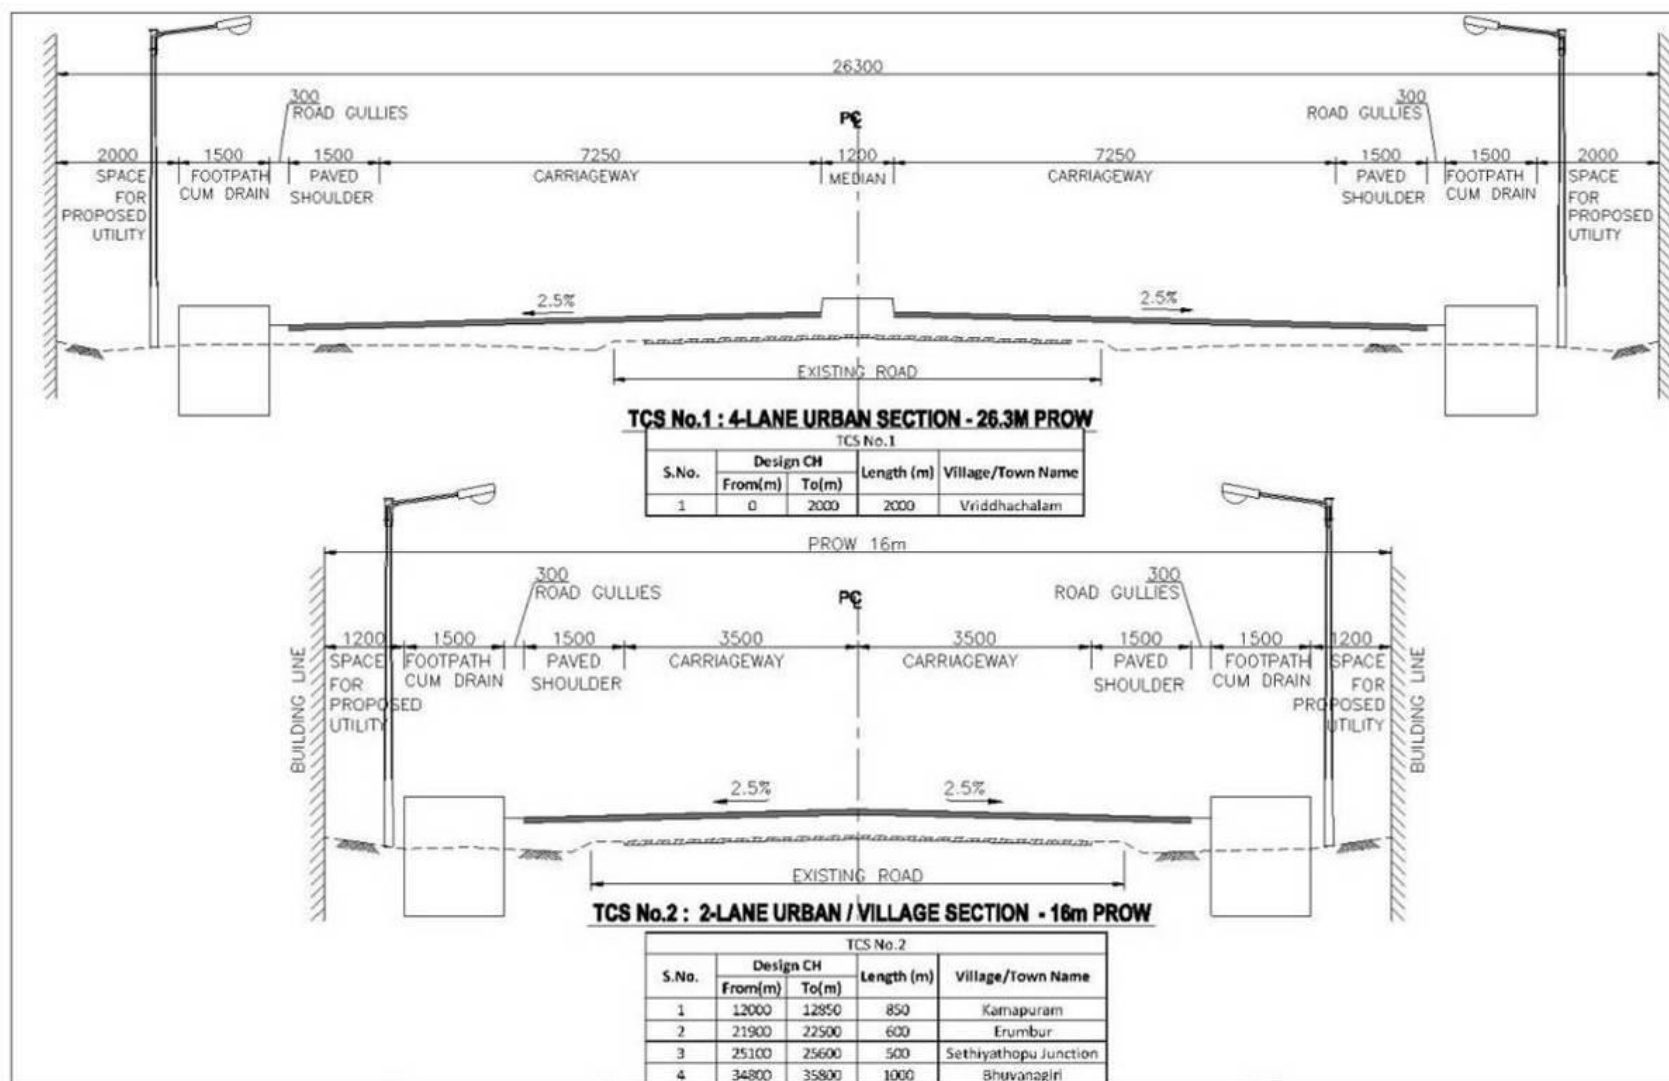 26300
300
ROAD GULLIES
300
ROAD GULLIES
P℄
2000 1500 1500 7250 1200 7250 1500 1500 2000
SPACE FOOTPATH PAVED CARRIAGEWAY MEDIAN CARRIAGEWAY PAVED FOOTPATH SPACE
FOR CUM DRAIN SHOULDER SHOULDER CUM DRAIN FOR
PROPOSED PROPOSED
UTILITY UTILITY
2.5% 2.5%
EXISTING ROAD
TCS No.1 : 4-LANE URBAN SECTION - 26.3M PROW
TCS No.1
S.No. Design CH Length (m) Village/Town Name
From(m) To(m)
1 0 2000 2000 Vriddhachalam
PROW 16m
300
ROAD GULLIES
300
ROAD GULLIES
P℄
1200 1500 1500 3500 3500 1500 1500 1200
SPACE FOOTPATH PAVED CARRIAGEWAY CARRIAGEWAY PAVED FOOTPATH SPACE
FOR CUM DRAIN SHOULDER SHOULDER CUM DRAIN FOR
PROPOSED PROPOSED
UTILITY UTILITY
BUILDING LINE
BUILDING LINE
2.5% 2.5%
EXISTING ROAD
TCS No.2 : 2-LANE URBAN / VILLAGE SECTION - 16m PROW
TCS No.2
S.No. Design CH Length (m) Village/Town Name
From(m) To(m)
1 12000 12850 850 Kamapuram
2 21900 22500 600 Erumbur
3 25100 25600 500 Sethiyathopu Junction
4 34800 35800 1000 Bhuvanagiri